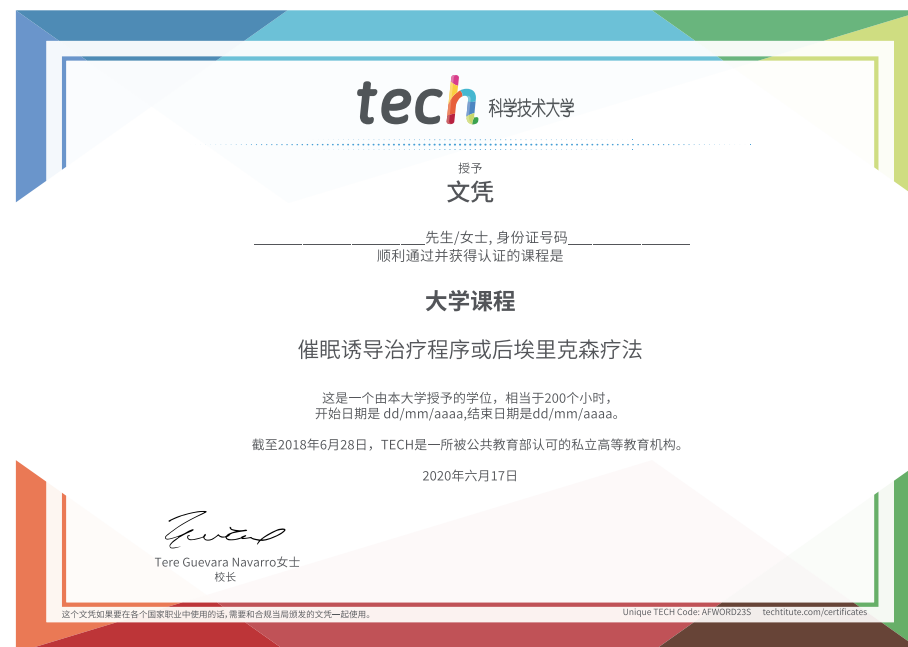 tech 科学技术大学
授予
文凭
先生/女士, 身份证号码
顺利通过并获得认证的课程是
大学课程
催眠诱导治疗程序或后埃里克森疗法
这是一个由本大学授予的学位，相当于200个小时，
开始日期是 dd/mm/aaaa,结束日期是dd/mm/aaaa。
截至2018年6月28日，TECH是一所被公共教育部认可的私立高等教育机构。
2020年六月17日
Tere Guevara Navarro女士
校长
这个文凭如果要在各个国家职业中使用的话,需要和合规当局颁发的文凭一起使用。
Unique TECH Code: AFWORD23S techtitute.com/certificates